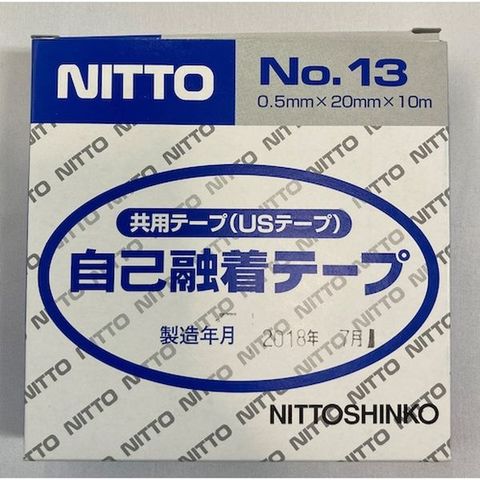 NITTO
No.13
0.5mm×20mm×10m
共用テープ(USテープ)
自己融着テープ
製造年月 2018年 7月
NITTOSHINKO